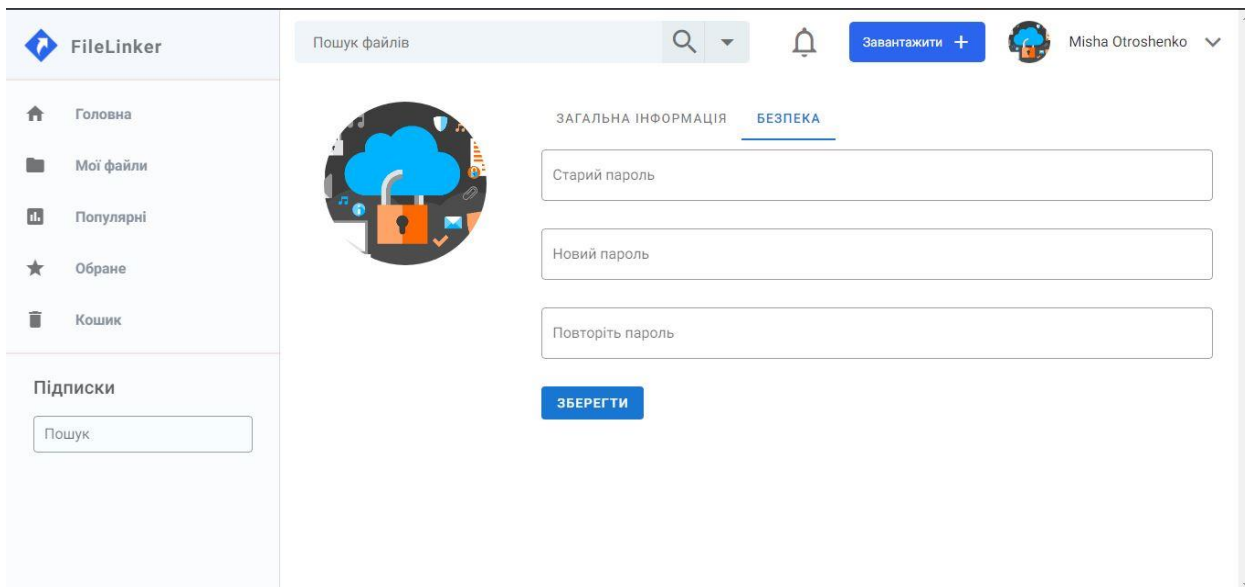 FileLinker
Пошук файлів
Завантажити +
Misha Otroshenko
Головна
Мої файли
Популярні
Обране
Кошик
Підписки
Пошук
ЗАГАЛЬНА ІНФОРМАЦІЯ БЕЗПЕКА
Старий пароль
Новий пароль
Повторіть пароль
ЗБЕРЕГТИ